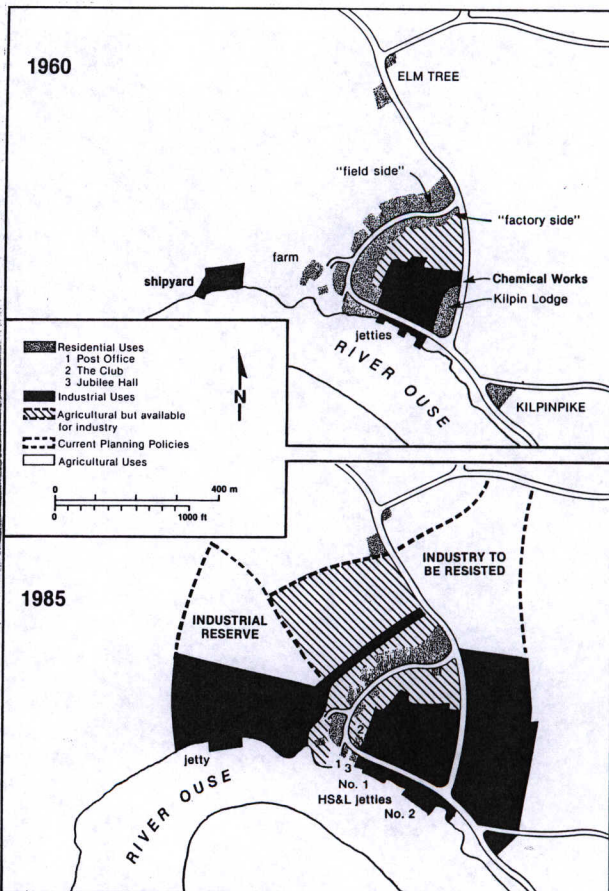 1960
ELM TREE
"field side"
"factory side"
farm
shipyard
Chemical Works
Kilpin Lodge
jetties
RIVER OUSE
KILPINPIKE
Residential Uses
1 Post Office
2 The Club
3 Jubilee Hall
Industrial Uses
Agricultural but available
for industry
Current Planning Policies
Agricultural Uses
N
0 400 m
0 1000 ft
1985
INDUSTRY TO
BE RESISTED
INDUSTRIAL
RESERVE
2
jetty
1 3
No. 1
HS&L jetties
No. 2
RIVER OUSE